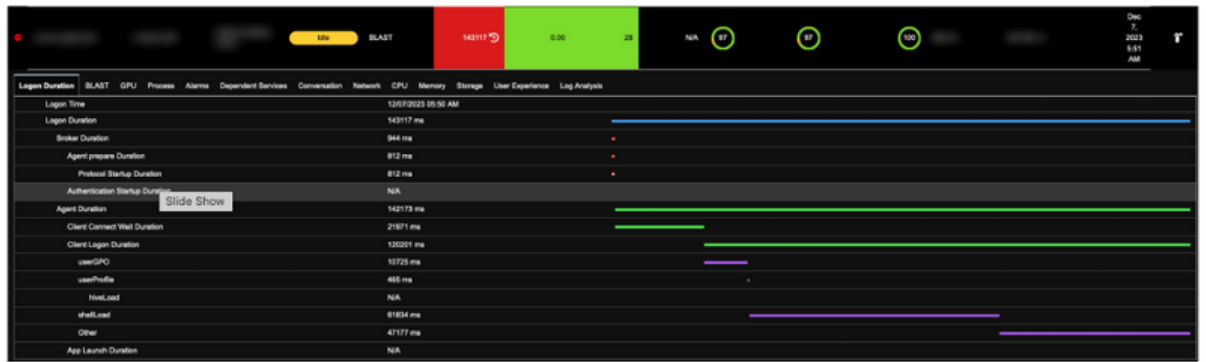 Idle BLAST 143117 0.00 28 N/A 97 97 100 Dec 7, 2023 5:51 AM
Logon Duration BLAST GPU Process Alarms Dependent Services Conversation Network CPU Memory Storage User Experience Log Analysis
Logon Time 12/07/2023 05:50 AM
Logon Duration 143117 ms
Broker Duration 944 ms
Agent prepare Duration 812 ms
Protocol Startup Duration 812 ms
Authentication Startup Duration N/A
Slide Show
Agent Duration 142173 ms
Client Connect Wait Duration 21971 ms
Client Logon Duration 120201 ms
userGPO 10725 ms
userProfile 465 ms
hiveLoad N/A
shellLoad 61834 ms
Other 47177 ms
App Launch Duration N/A